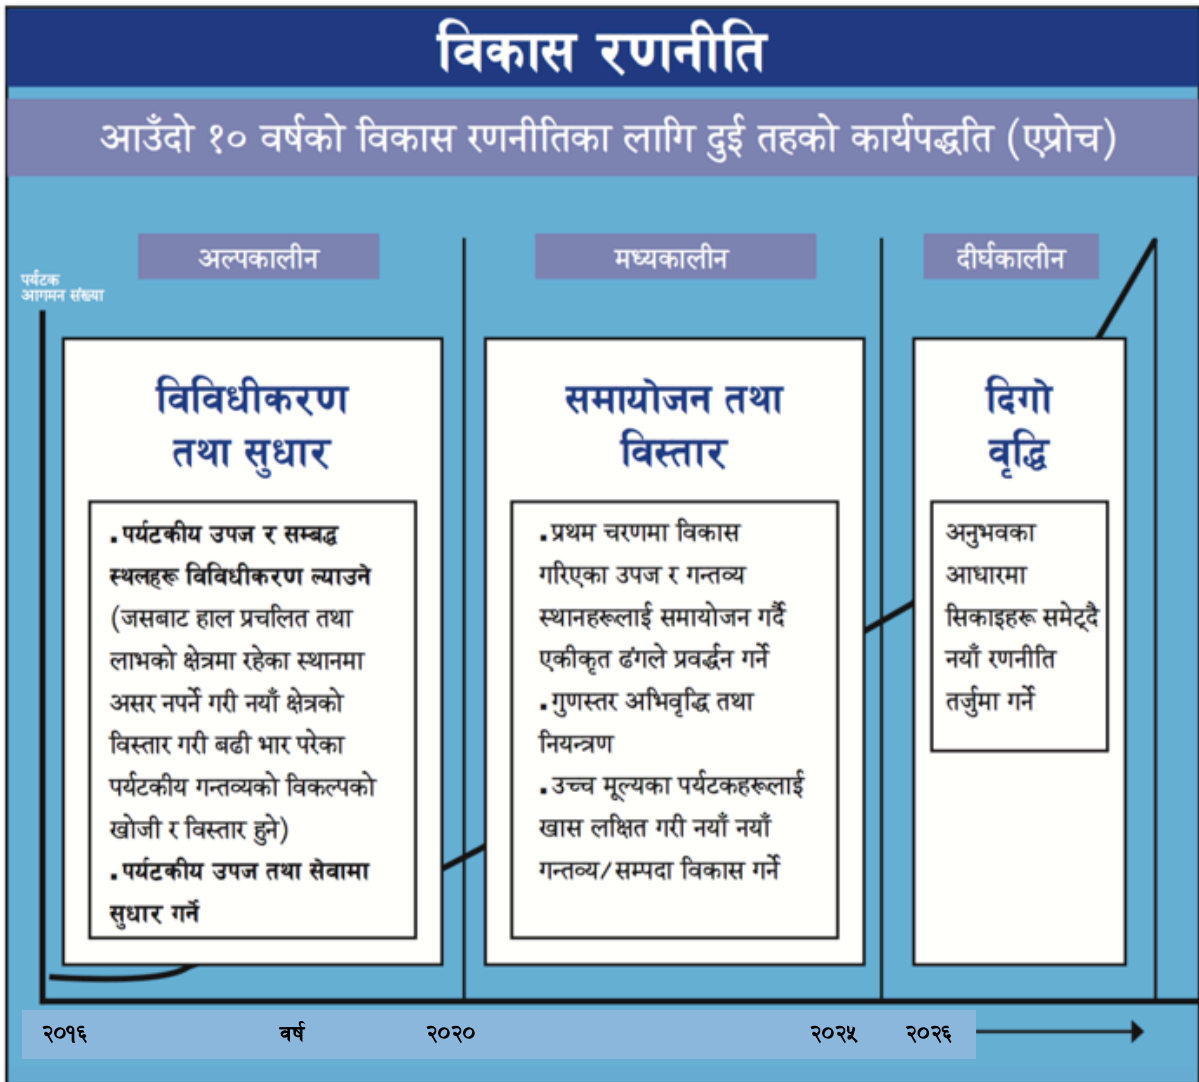 विकास रणनीति
आउँदो १० वर्षको विकास रणनीतिका लागि दुई तहको कार्यपद्धति (एप्रोच)
अल्पकालीन
मध्यकालीन
दीर्घकालीन
पर्यटक
आगमन संख्या
विविधीकरण
तथा सुधार
.पर्यटकीय उपज र सम्बद्ध
स्थलहरू विविधीकरण ल्याउने
(जसबाट हाल प्रचलित तथा
लाभको क्षेत्रमा रहेका स्थानमा
असर नपर्ने गरी नयाँ क्षेत्रको
विस्तार गरी बढी भार परेका
पर्यटकीय गन्तव्यको विकल्पको
खोजी र विस्तार हुने)
.पर्यटकीय उपज तथा सेवामा
सुधार गर्ने
समायोजन तथा
विस्तार
.प्रथम चरणमा विकास
गरिएका उपज र गन्तव्य
स्थानहरूलाई समायोजन गर्दै
एकीकृत ढंगले प्रवर्द्धन गर्ने
.गुणस्तर अभिवृद्धि तथा
नियन्त्रण
.उच्च मूल्यका पर्यटकहरूलाई
खास लक्षित गरी नयाँ नयाँ
गन्तव्य/सम्पदा विकास गर्ने
दिगो
वृद्धि
अनुभवका
आधारमा
सिकाइहरू समेट्दै
नयाँ रणनीति
तर्जुमा गर्ने
२०१६ वर्ष २०२० २०२५ २०२६